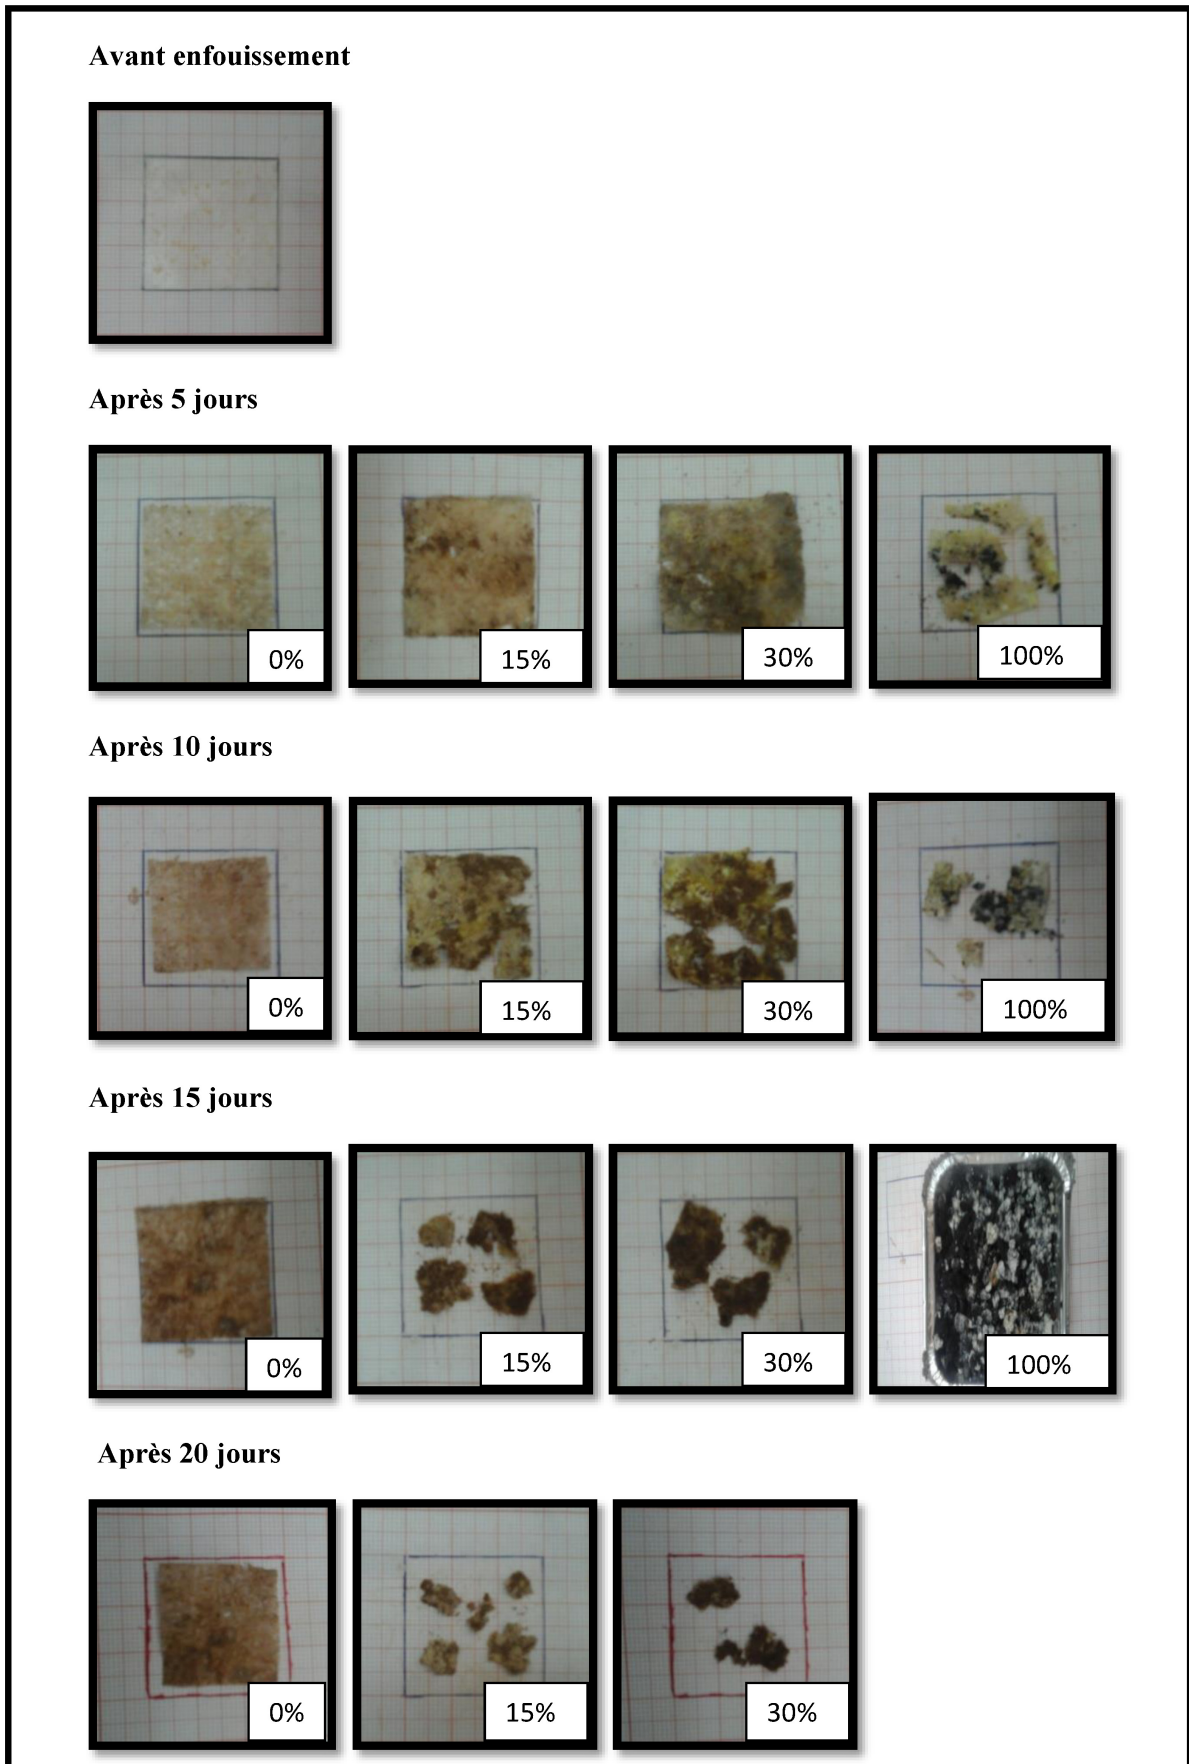 Avant enfouissement
Après 5 jours
0% 15% 30% 100%
Après 10 jours
0% 15% 30% 100%
Après 15 jours
0% 15% 30% 100%
Après 20 jours
0% 15% 30%